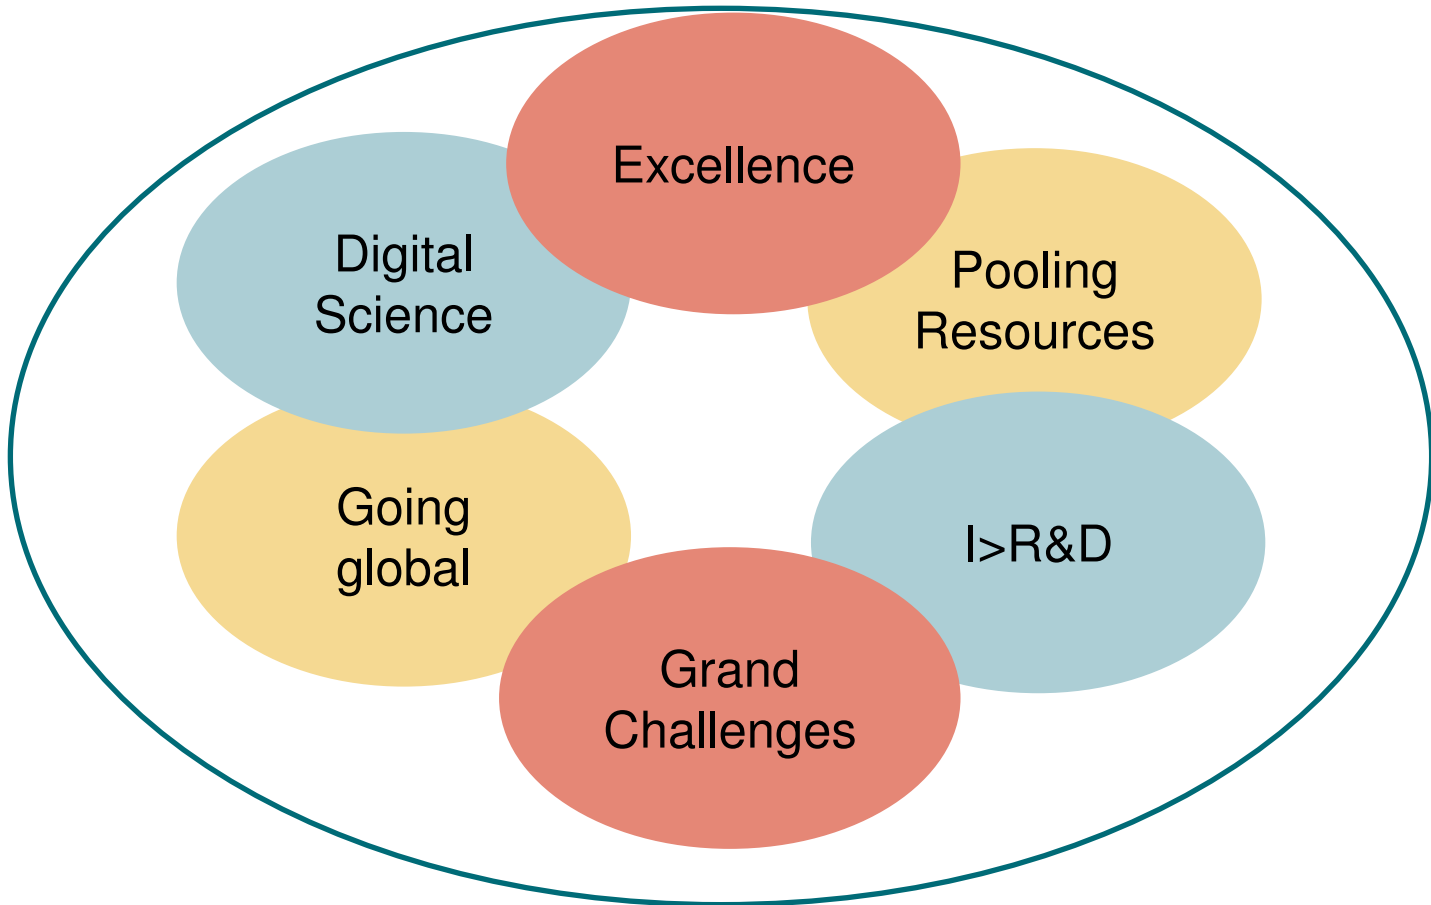 Excellence
Digital
Science
Pooling
Resources
Going
global
I>R&D
Grand
Challenges